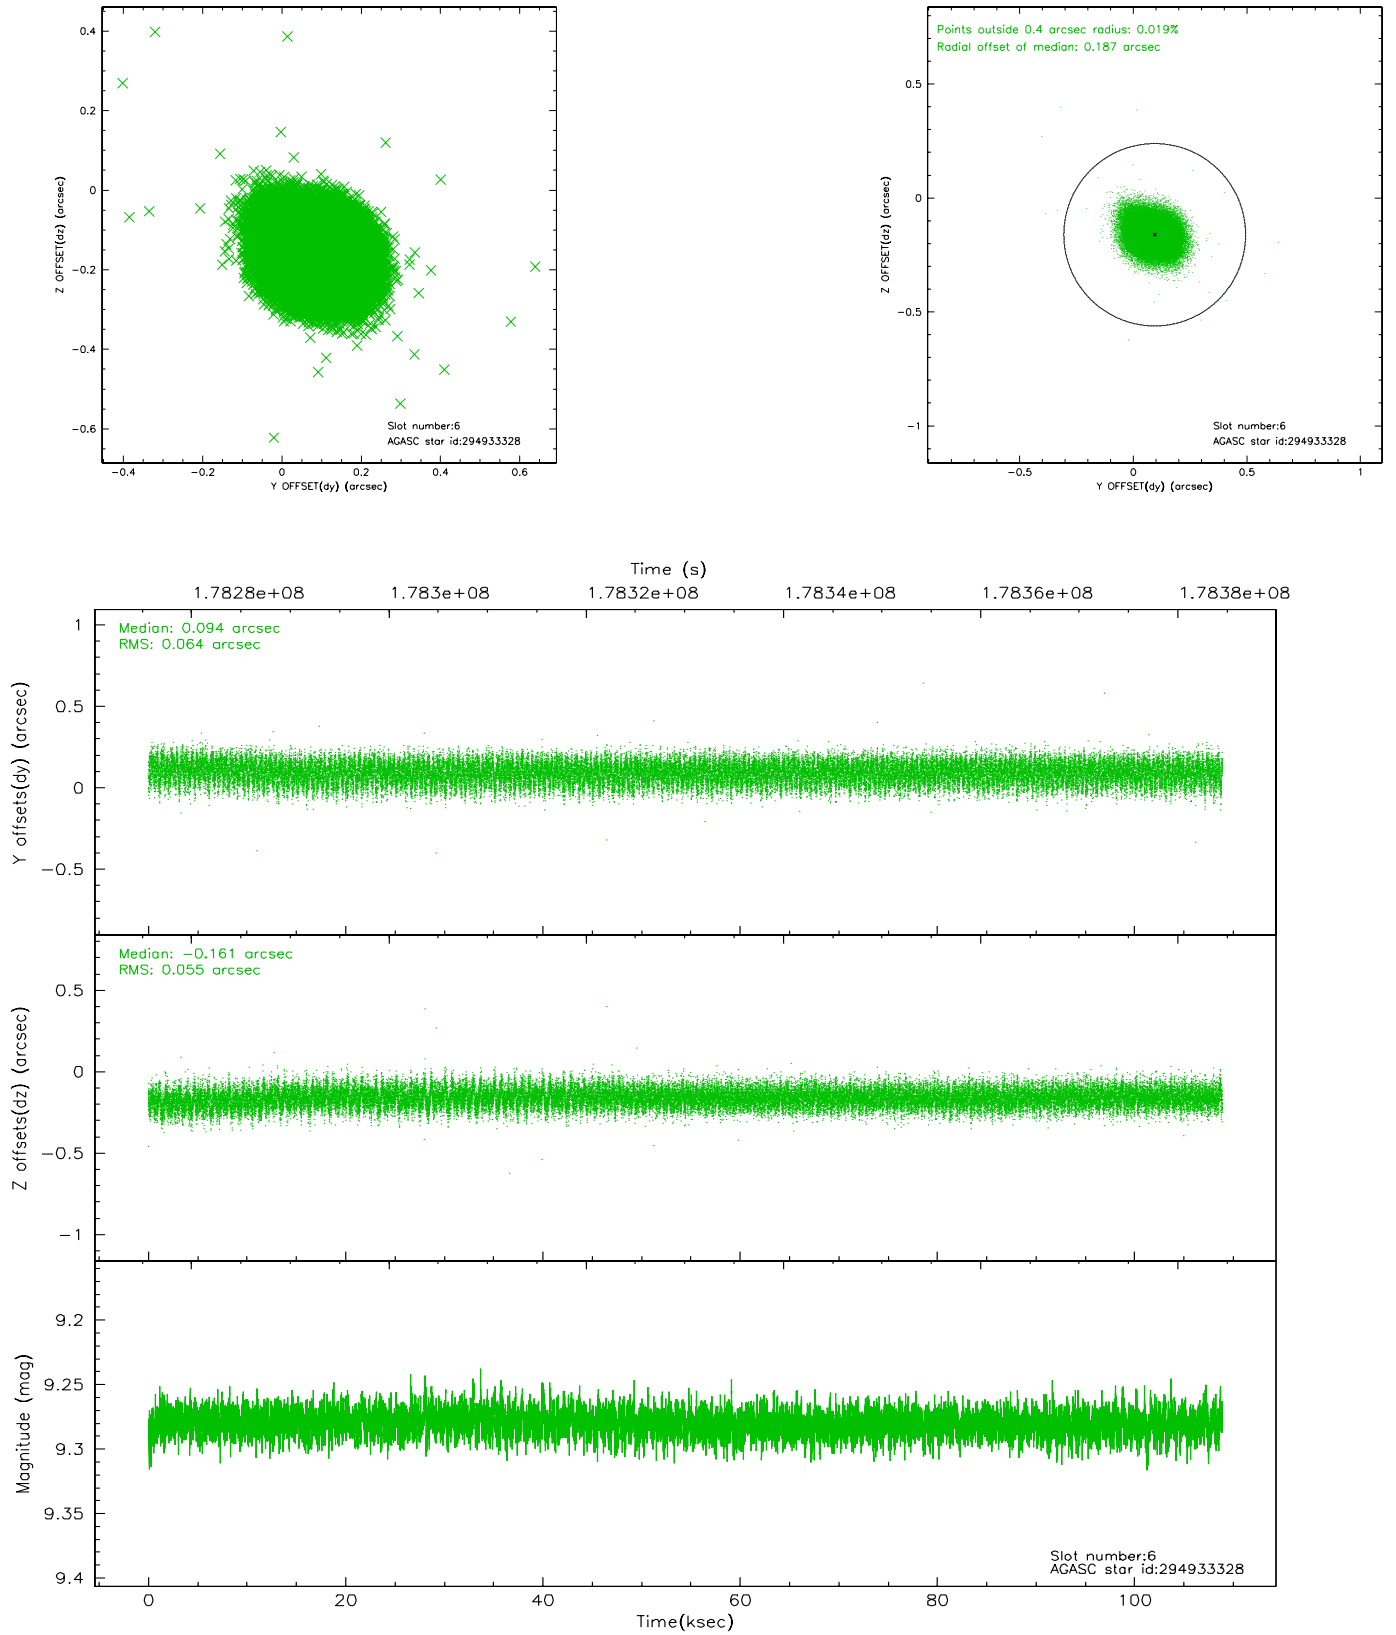 0.4
0.2
0
−0.2
−0.4
−0.6
Z OFFSET(dz) (arcsec)
−0.4 −0.2 0 0.2 0.4 0.6
Y OFFSET(dy) (arcsec)
Slot number:6
AGASC star id:294933328
Points outside 0.4 arcsec radius: 0.019%
Radial offset of median: 0.187 arcsec
0.5
0
−0.5
−1
Z OFFSET(dz) (arcsec)
Slot number:6
AGASC star id:294933328
−0.5 0 0.5 1
Y OFFSET(dy) (arcsec)
Time (s)
1.7828e+08 1.783e+08 1.7832e+08 1.7834e+08 1.7836e+08 1.7838e+08
Median: 0.094 arcsec
RMS: 0.064 arcsec
1
0.5
0
−0.5
Y offsets(dy) (arcsec)
Median: −0.161 arcsec
RMS: 0.055 arcsec
0.5
0
−0.5
−1
Z offsets(dz) (arcsec)
9.2
9.25
9.3
9.35
9.4
Magnitude (mag)
Slot number:6
AGASC star id:294933328
0 20 40 60 80 100
Time(ksec)